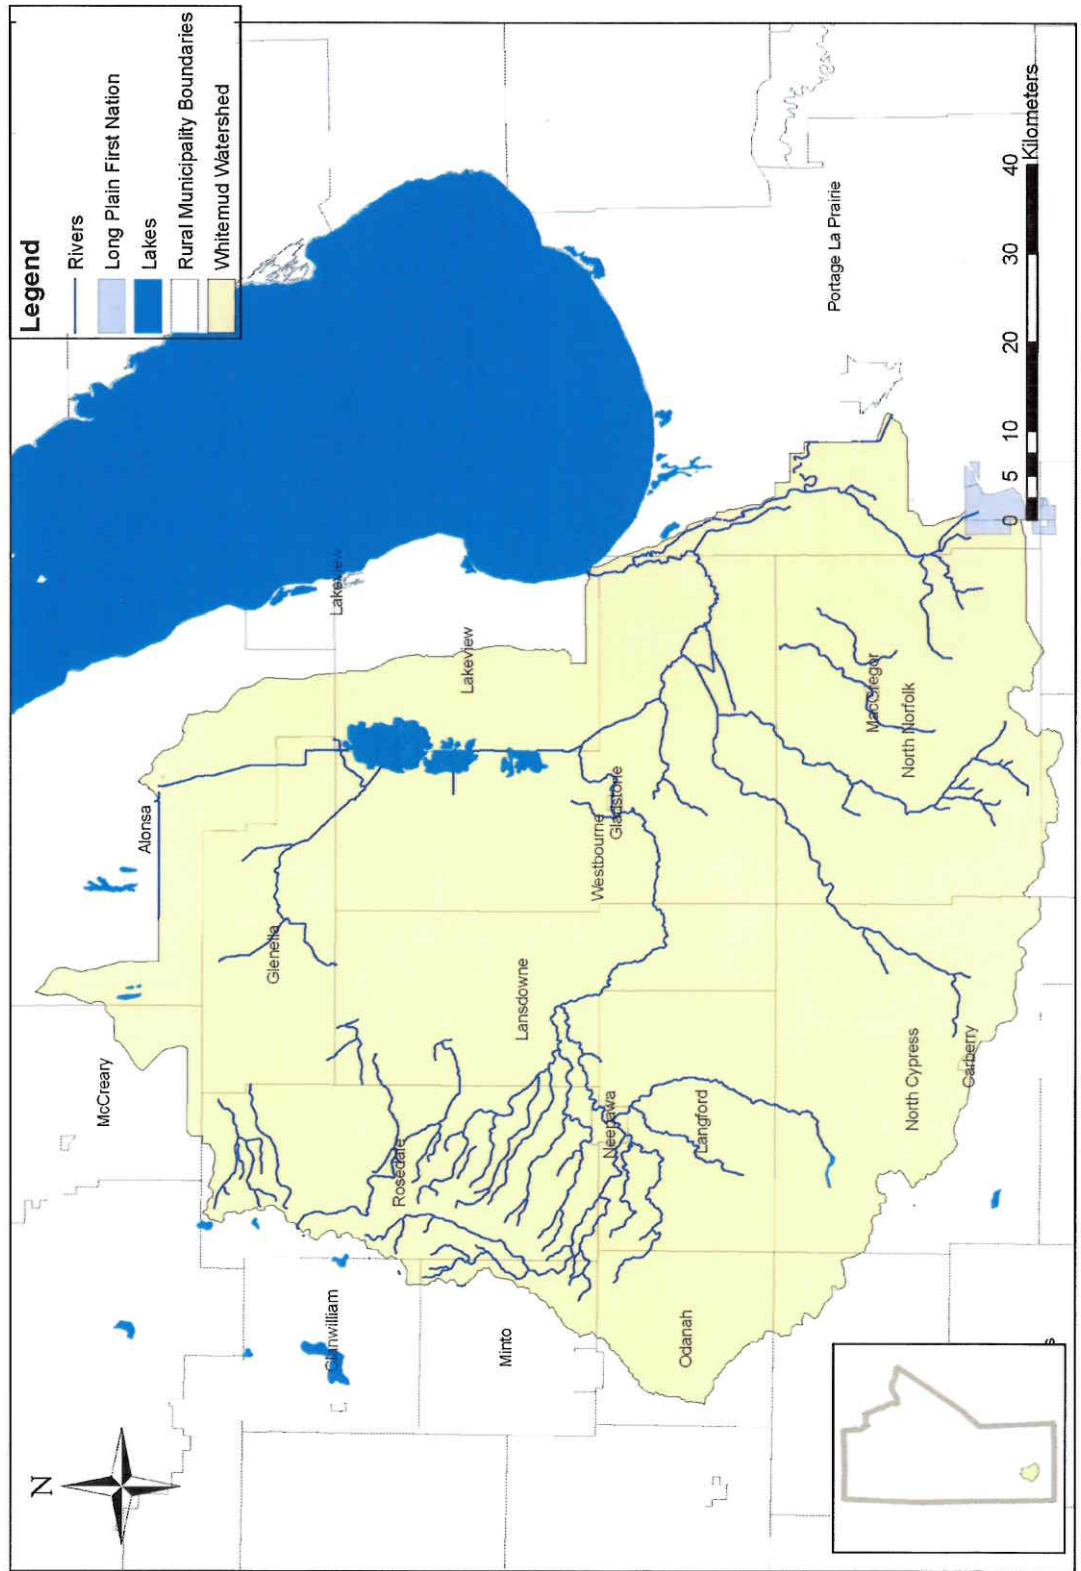 N
Legend
Rivers
Long Plain First Nation
Lakes
Rural Municipality Boundaries
Whitemud Watershed
McCreary
Alonsa
Glenella
Clanwilliam
Lakeview
Rosedale
Lakeview
Minto
Lansdowne
Westbourne
Gladstone
Neepawa
Odanah
Langford
Portage La Prairie
MacGregor
North Norfolk
North Cypress
Carberry
s
0 5 10 20 30 40
Kilometers